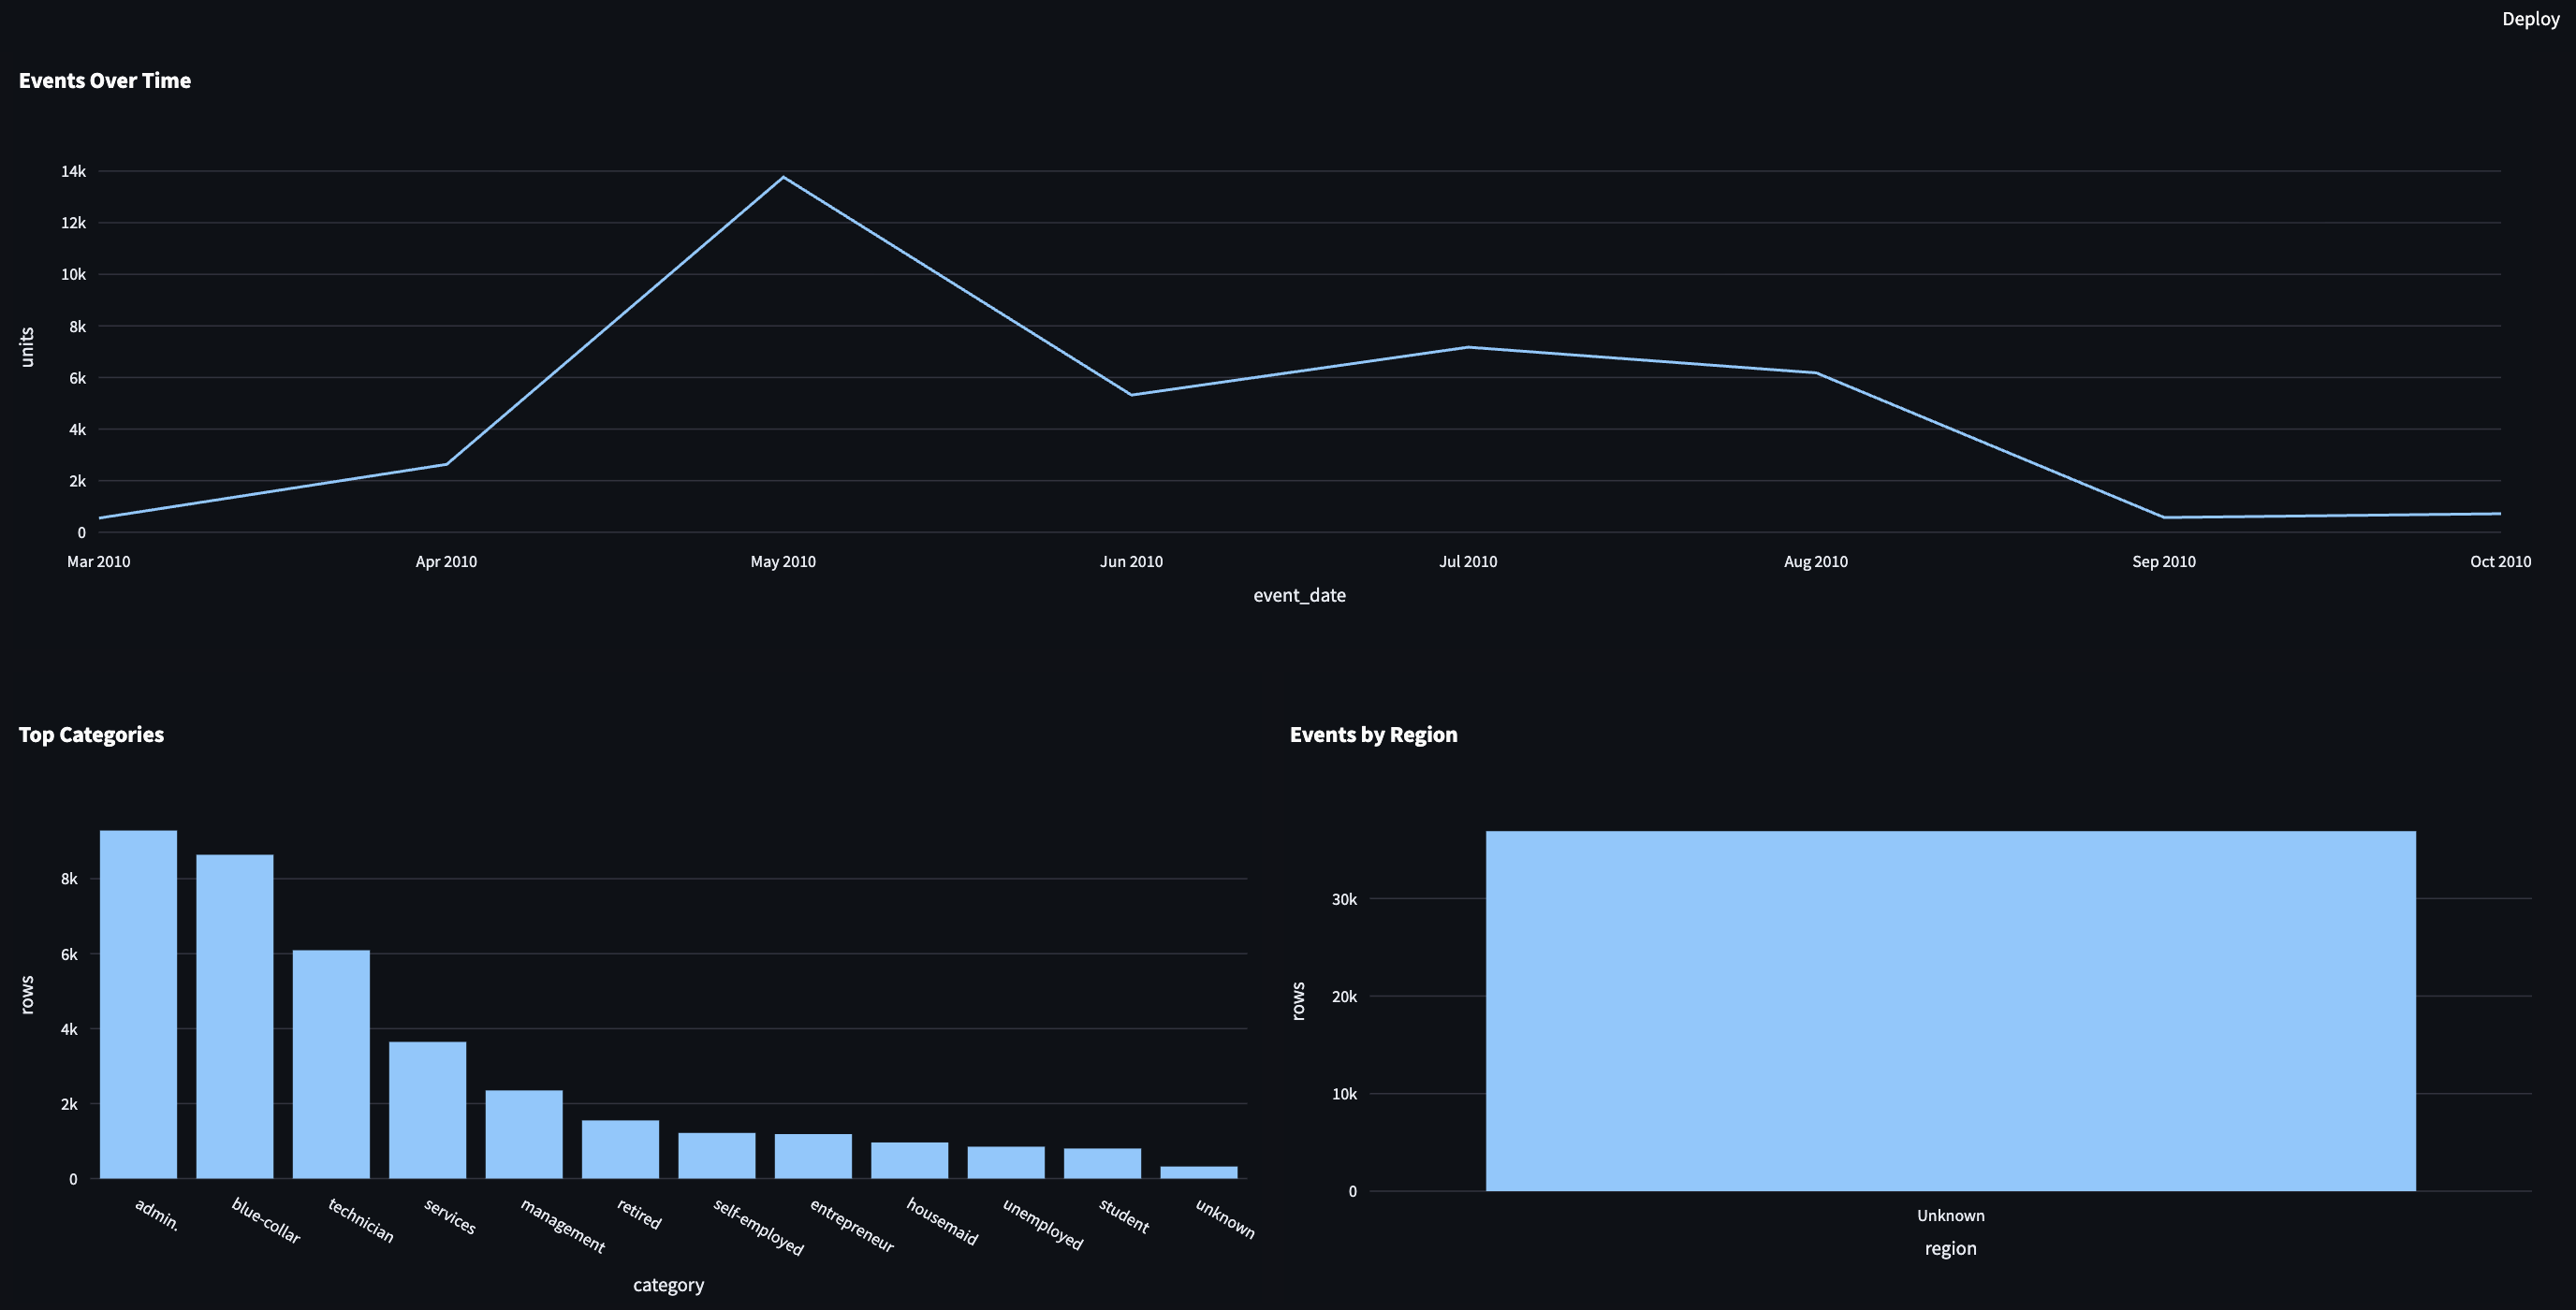 Deploy
Events Over Time
14k
12k
10k
8k
6k
4k
2k
0
units
Mar 2010 Apr 2010 May 2010 Jun 2010 Jul 2010 Aug 2010 Sep 2010 Oct 2010
event_date
Top Categories
8k
6k
4k
2k
0
rows
admin. blue-collar technician services management retired self-employed entrepreneur housemaid unemployed student unknown
category
Events by Region
30k
20k
10k
0
rows
Unknown
region